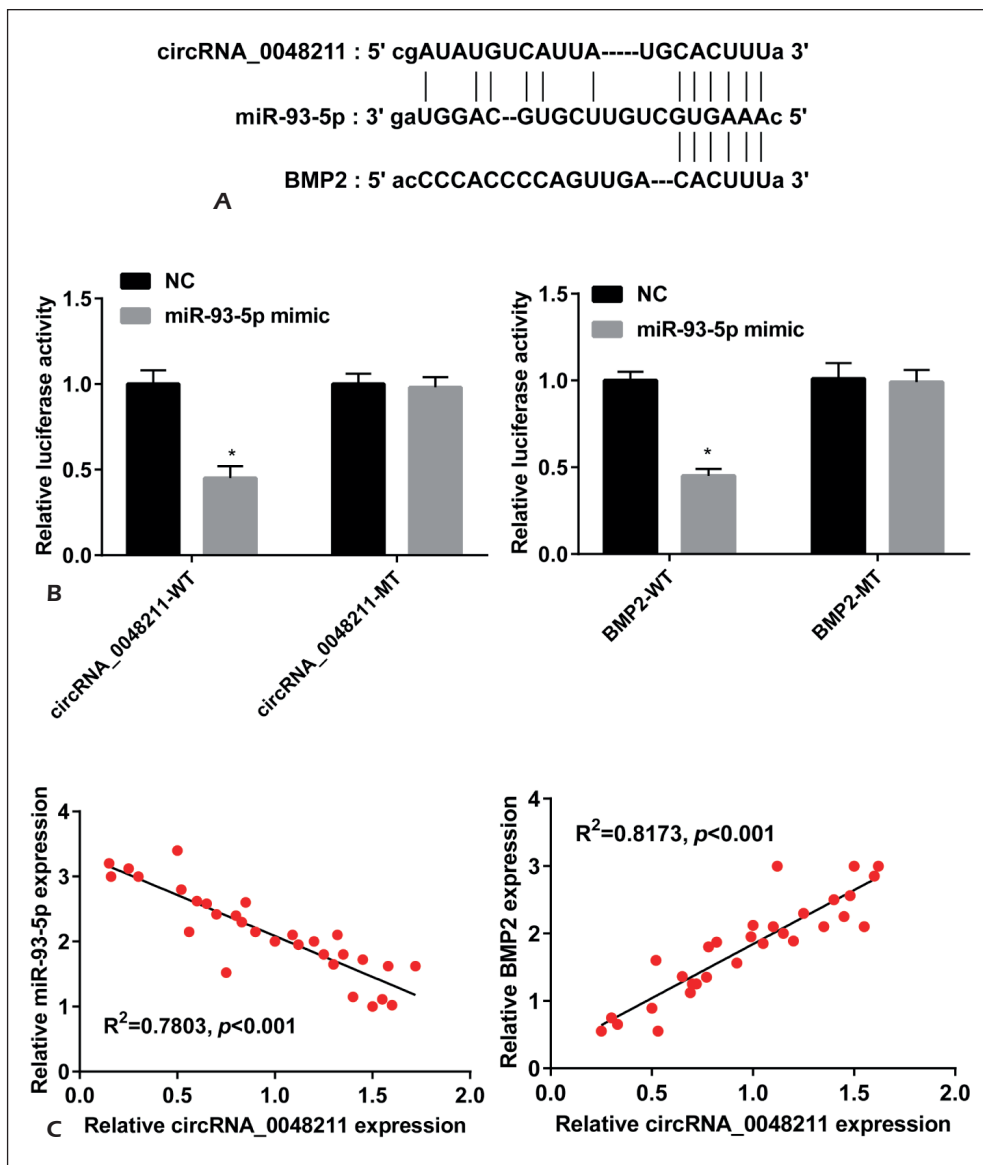 circRNA_0048211 : 5' cgAUAUGUCAUUA-----UGCACUUUa 3'
miR-93-5p : 3' gaUGGAC--GUGCUUGUCGUGAAAc 5'
BMP2 : 5' acCCCACCCCAGUUGA---CACUUUa 3'
A
NC
miR-93-5p mimic
Relative luciferase activity
1.5
1.0
0.5
0.0
*
circRNA_0048211-WT
circRNA_0048211-MT
NC
miR-93-5p mimic
Relative luciferase activity
1.5
1.0
0.5
0.0
*
BMP2-WT
BMP2-MT
B
Relative miR-93-5p expression
4
3
2
1
0
R²=0.7803, p<0.001
0.0 0.5 1.0 1.5 2.0
Relative circRNA_0048211 expression
Relative BMP2 expression
4
3
2
1
0
R²=0.8173, p<0.001
0.0 0.5 1.0 1.5 2.0
Relative circRNA_0048211 expression
C